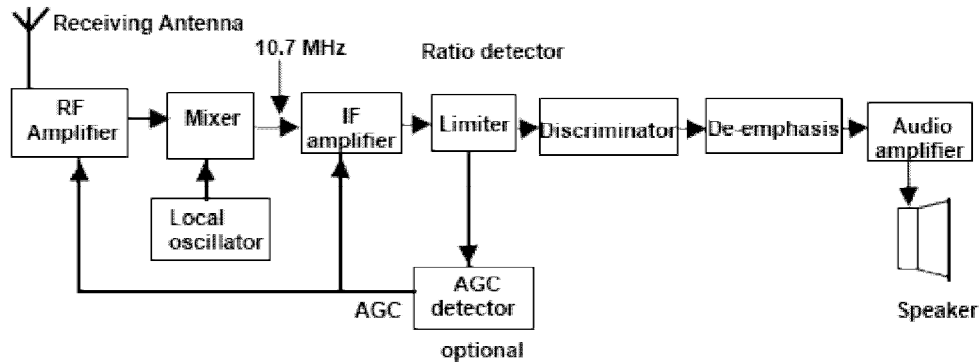 Receiving Antenna
10.7 MHz
Ratio detector
RF
Amplifier
Mixer
IF
amplifier
Limiter
Discriminator
De-emphasis
Audio
amplifier
Local
oscillator
AGC
AGC
detector
optional
Speaker